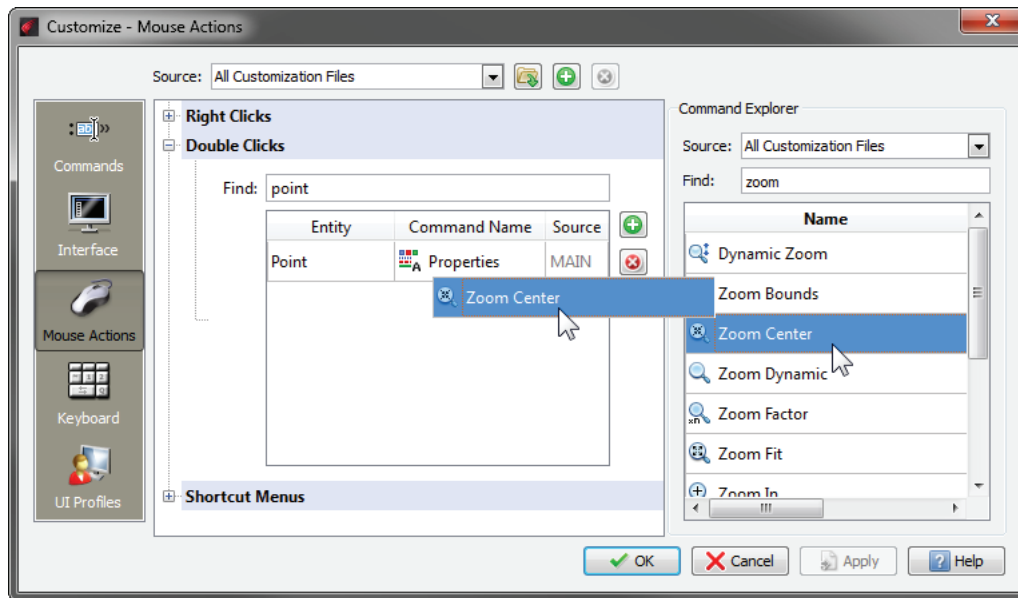 Customize - Mouse Actions
x
Source: All Customization Files
Commands
Interface
Mouse Actions
Keyboard
UI Profiles
Right Clicks
Double Clicks
Find: point
Entity Command Name Source
Point Properties MAIN
Zoom Center
Shortcut Menus
Command Explorer
Source: All Customization Files
Find: zoom
Name
Dynamic Zoom
Zoom Bounds
Zoom Center
Zoom Dynamic
Zoom Factor
Zoom Fit
Zoom In
OK Cancel Apply Help